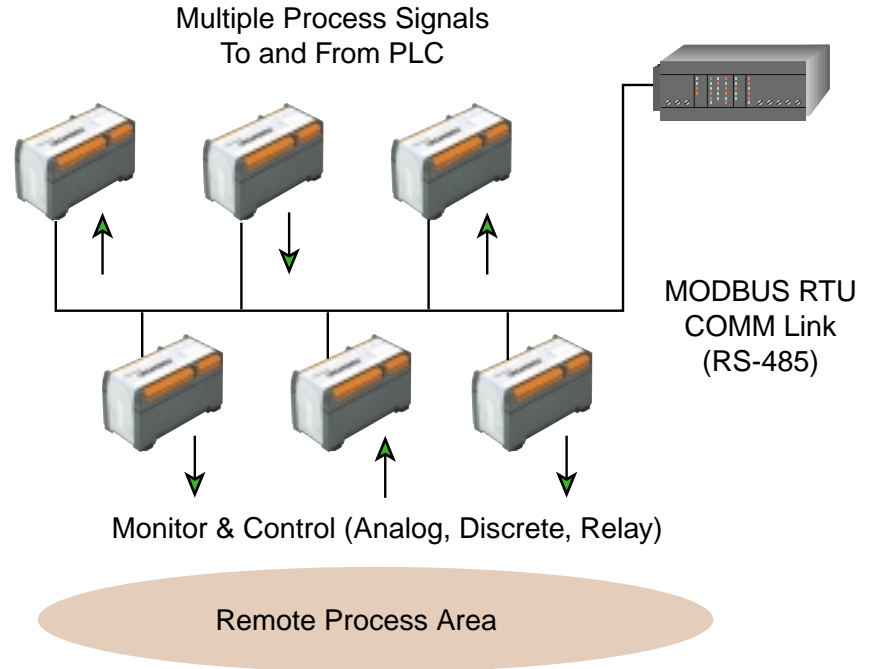 Multiple Process Signals
To and From PLC
MODBUS RTU
COMM Link
(RS-485)
Monitor & Control (Analog, Discrete, Relay)
Remote Process Area